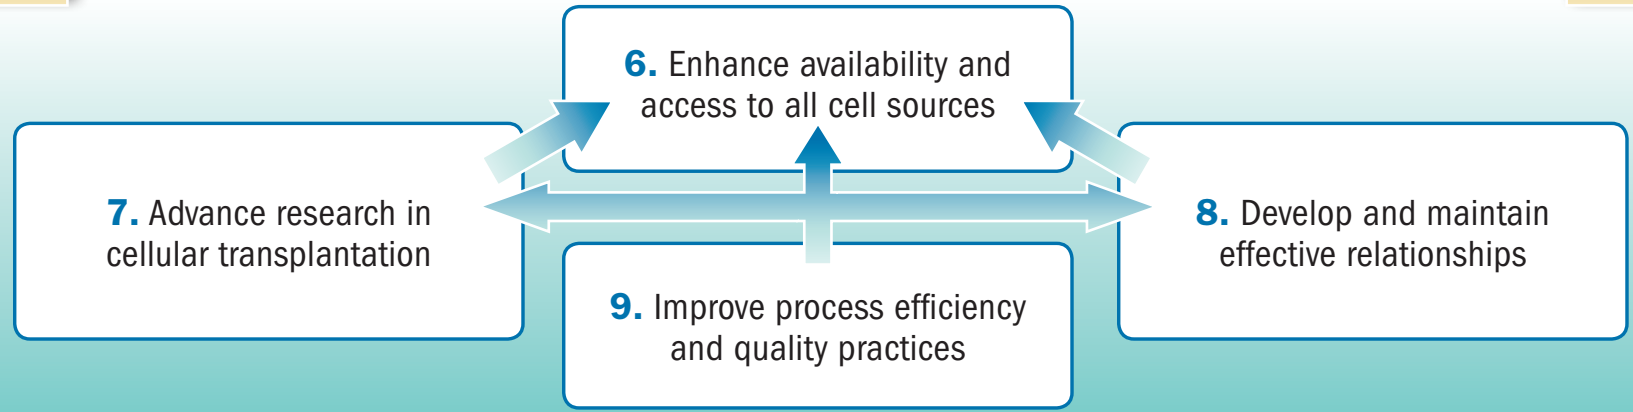 6. Enhance availability and
access to all cell sources
7. Advance research in
cellular transplantation
8. Develop and maintain
effective relationships
9. Improve process efficiency
and quality practices